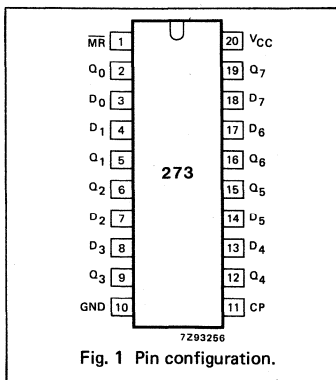 M̅R̅ 1 20 VCC
Q0 2 19 Q7
D0 3 18 D7
D1 4 17 D6
Q1 5 273 16 Q6
Q2 6 15 Q5
D2 7 14 D5
D3 8 13 D4
Q3 9 12 Q4
GND 10 11 CP
7Z93256
Fig. 1 Pin configuration.